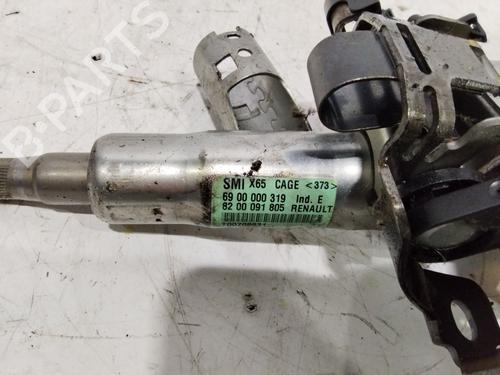 B-PARTS
SMI X65 CAGE <373>
69 00 000 319 Ind. E
82 00 091 805 RENAULT